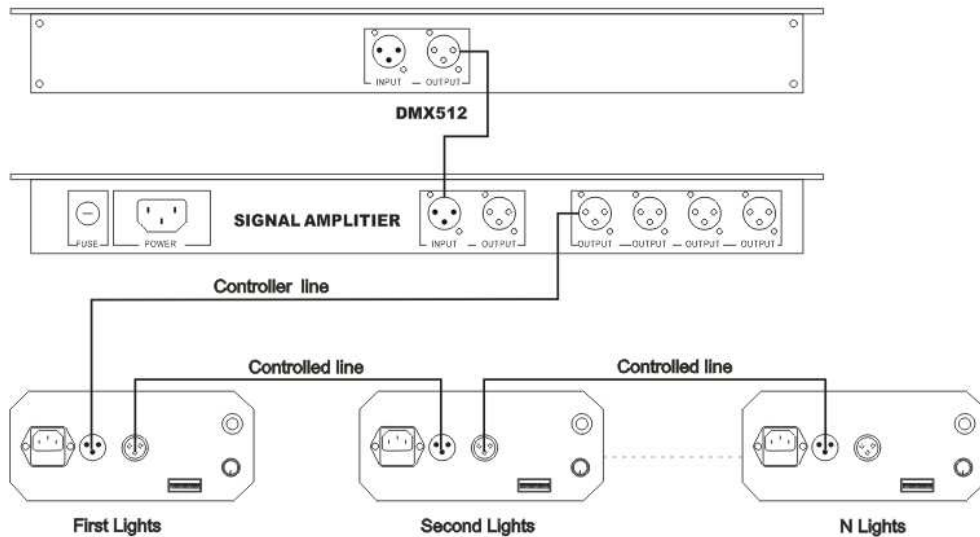 INPUT OUTPUT
DMX512
SIGNAL AMPLITIER
FUSE POWER INPUT OUTPUT OUTPUT OUTPUT OUTPUT OUTPUT
Controller line
Controlled line Controlled line
First Lights Second Lights N Lights